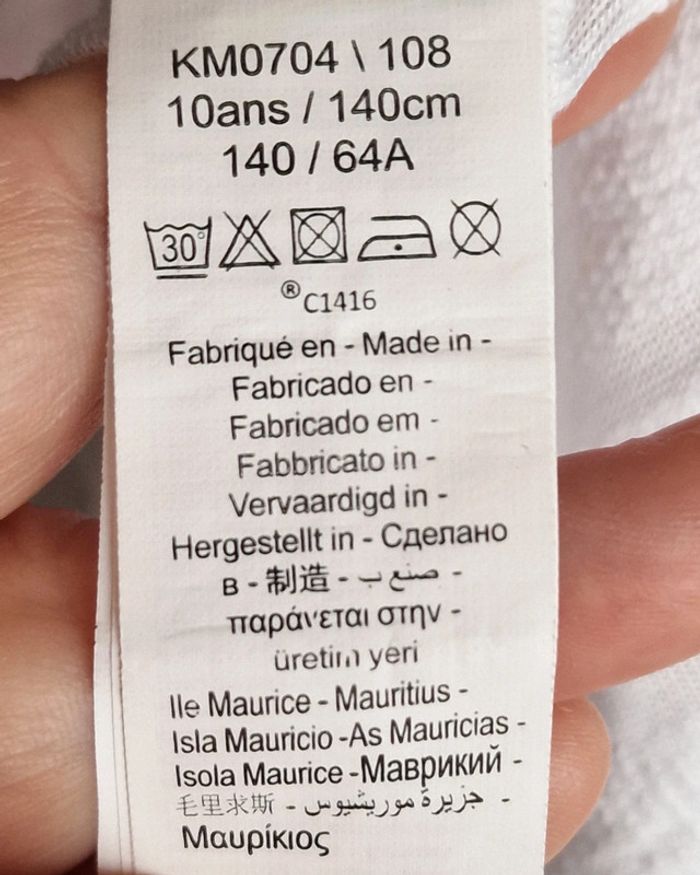 KM0704 \ 108
10ans / 140cm
140 / 64A
30°
® C1416
Fabriqué en - Made in -
Fabricado en -
Fabricado em -
Fabbricato in -
Vervaardigd in -
Hergestellt in - Сделано
в - 制造 - صنع ب -
παράγεται στην -
üretim yeri
Ile Maurice - Mauritius -
Isla Mauricio -As Mauricias -
Isola Maurice -Маврикий -
毛里求斯 - جزيرة موريشيوس -
Μαυρίκιος